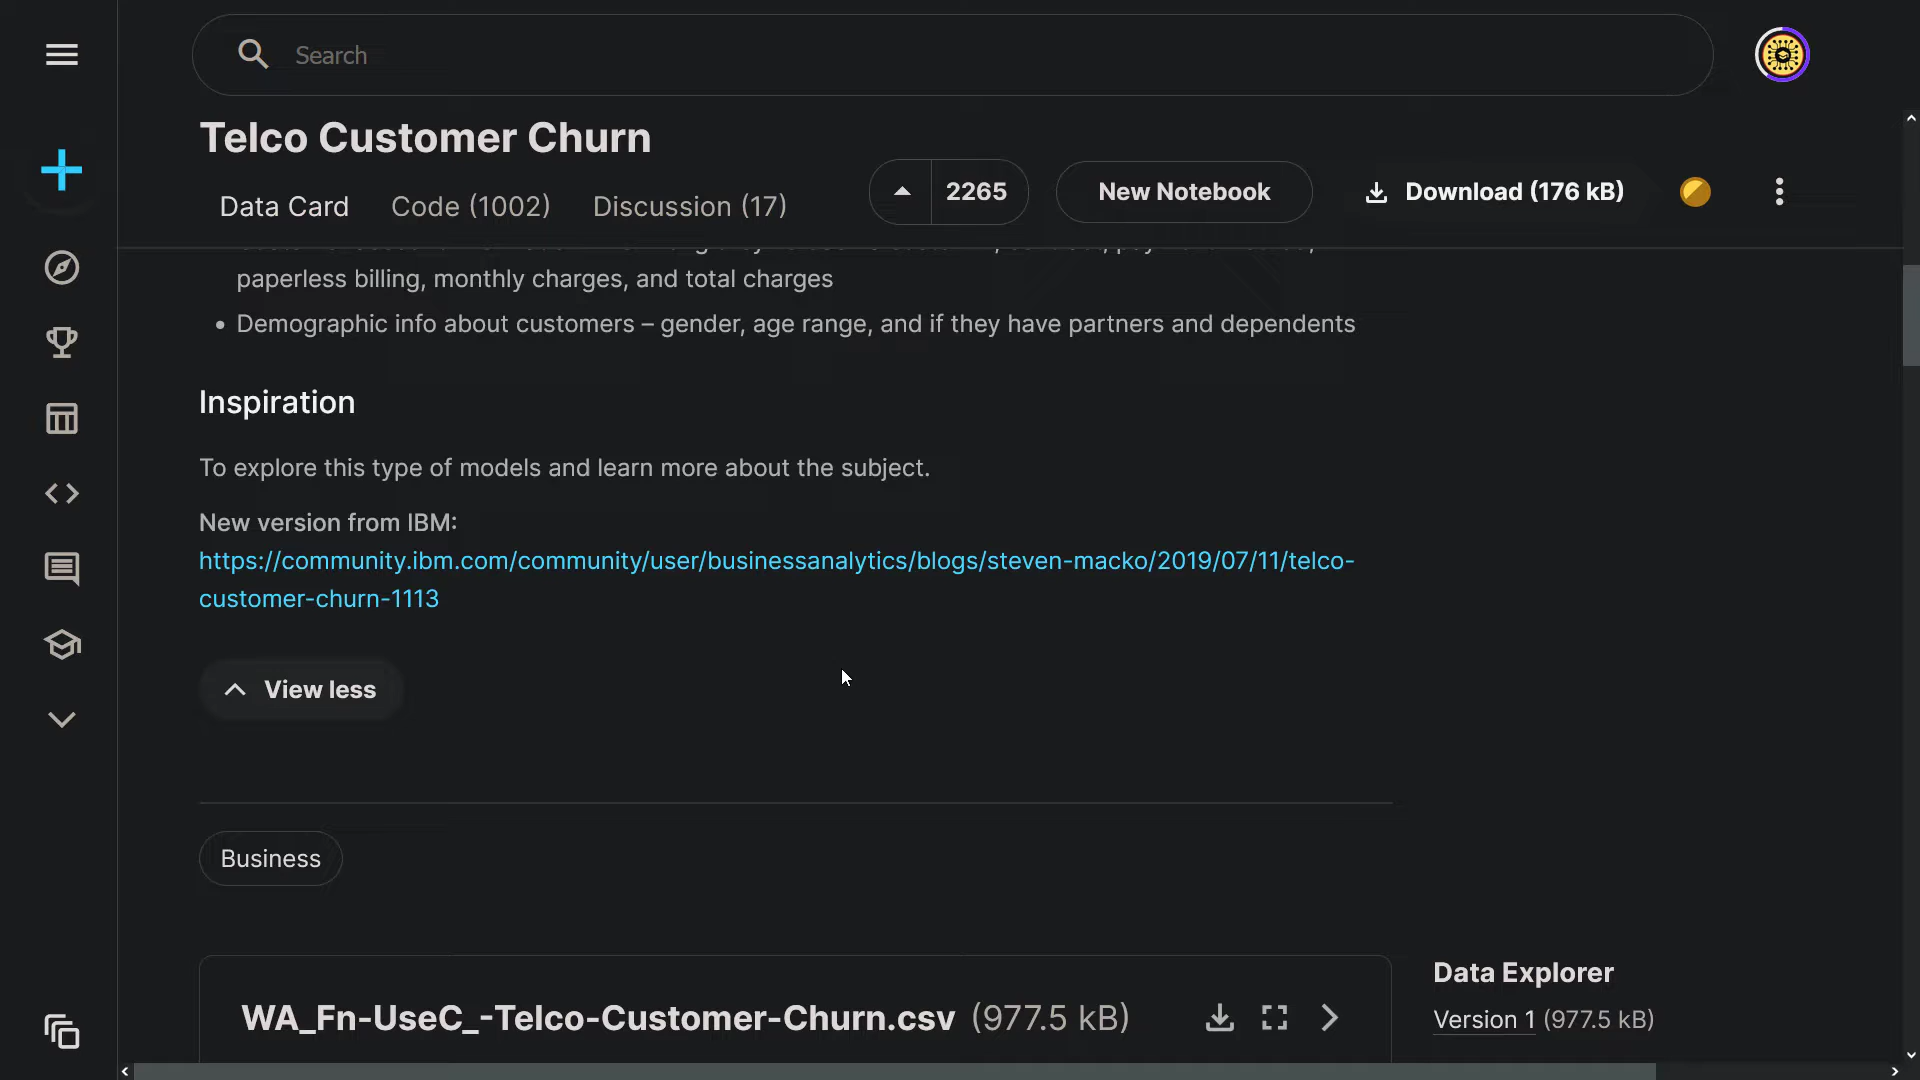 Search
Telco Customer Churn
Data Card Code (1002) Discussion (17)
2265
New Notebook
Download (176 kB)
paperless billing, monthly charges, and total charges
• Demographic info about customers – gender, age range, and if they have partners and dependents
Inspiration
To explore this type of models and learn more about the subject.
New version from IBM:
https://community.ibm.com/community/user/businessanalytics/blogs/steven-macko/2019/07/11/telco-
customer-churn-1113
View less
Business
WA_Fn-UseC_-Telco-Customer-Churn.csv (977.5 kB)
Data Explorer
Version 1 (977.5 kB)